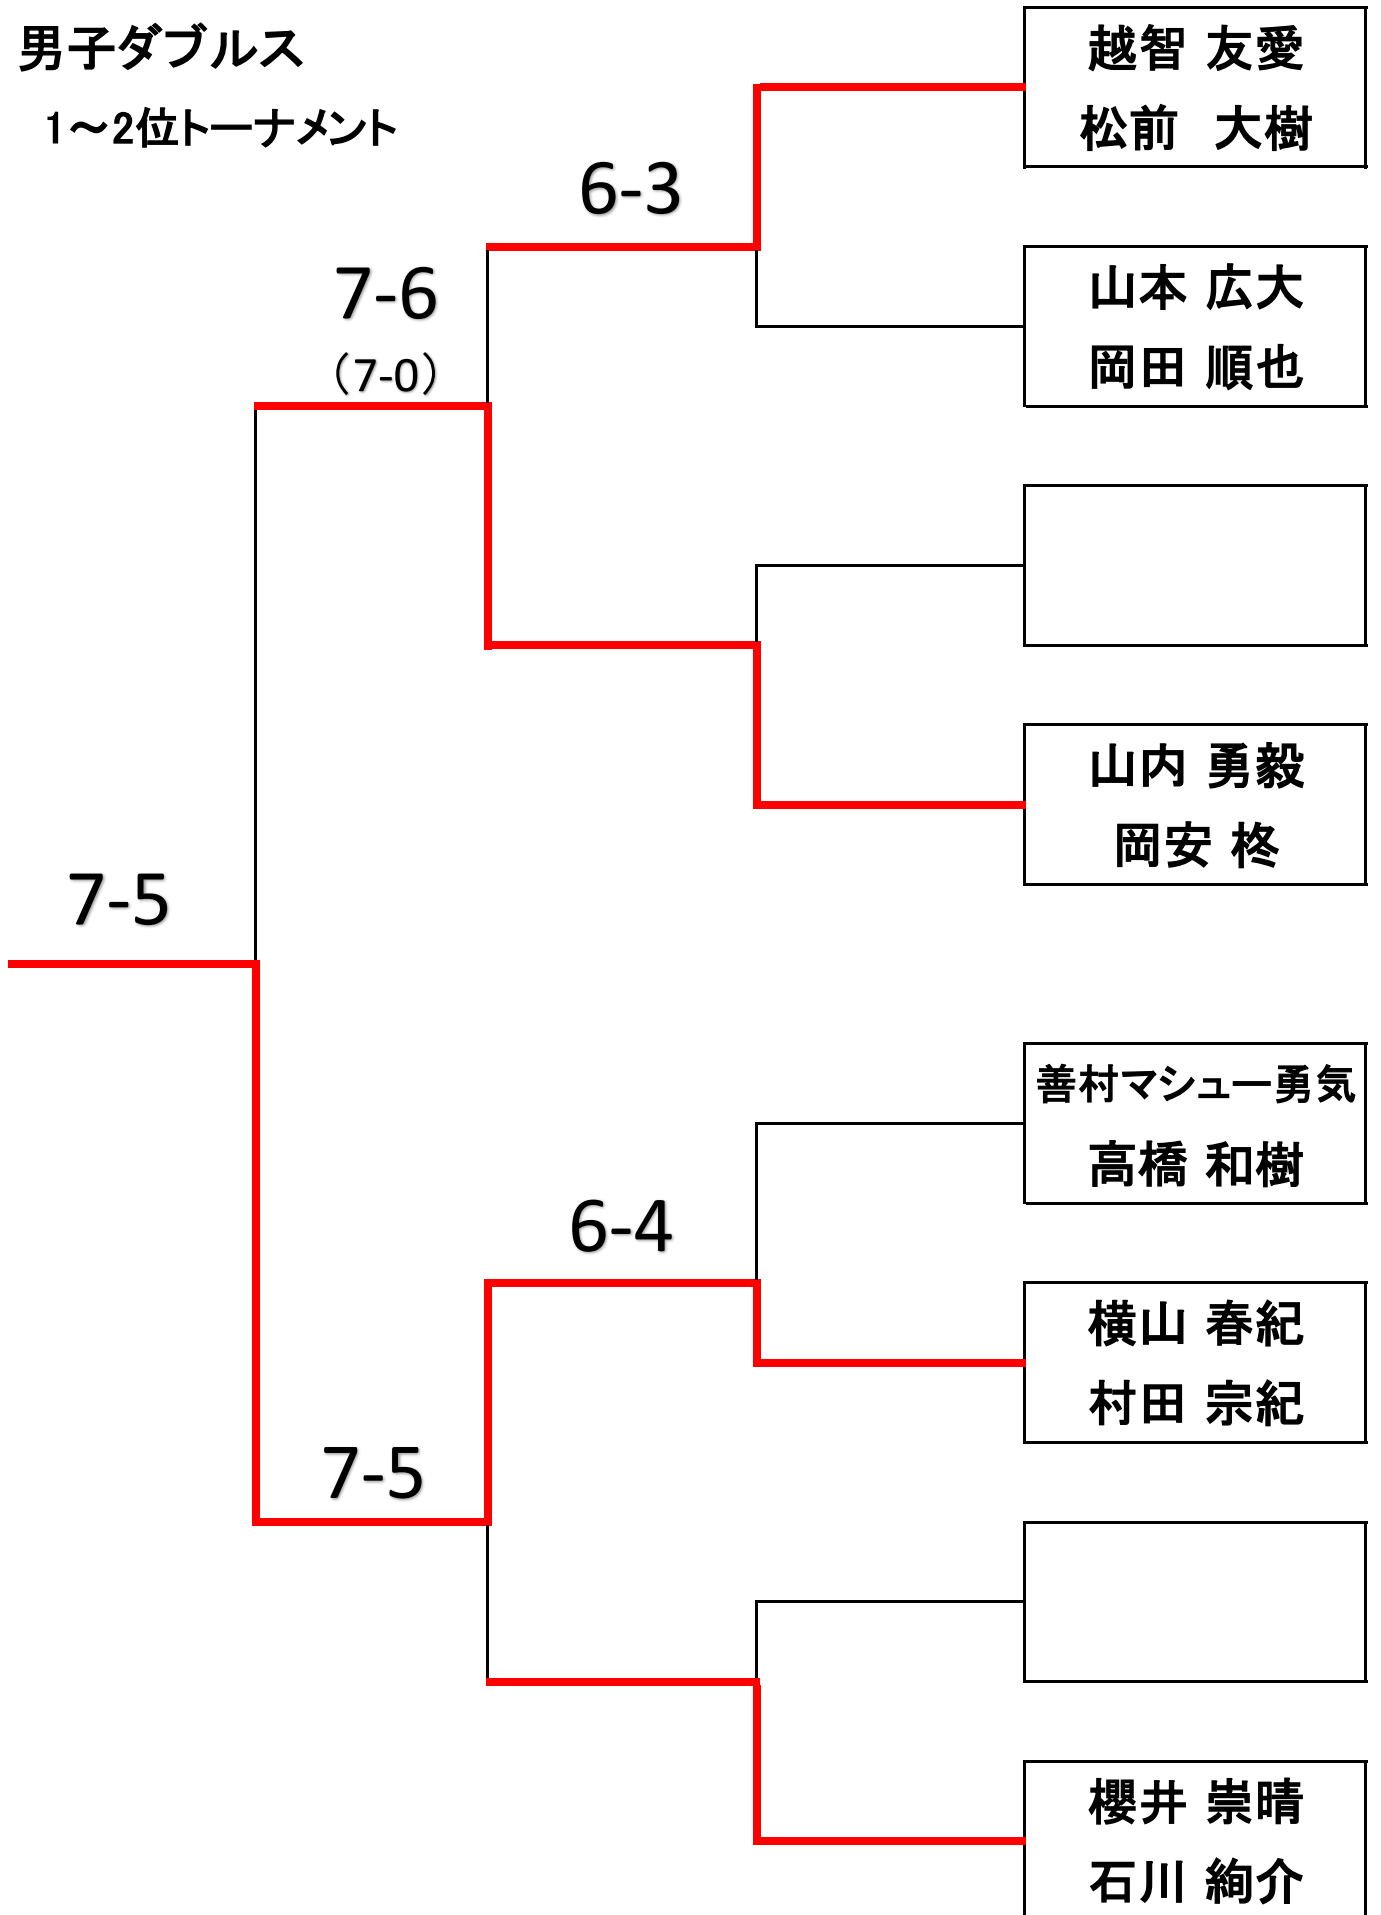 男子ダブルス
1～2位トーナメント
越智 友愛
松前 大樹
6-3
山本 広大
岡田 順也
7-6
（7-0）
山内 勇毅
岡安 柊
7-5
善村マシュー勇気
高橋 和樹
6-4
横山 春紀
村田 宗紀
7-5
櫻井 崇晴
石川 絢介